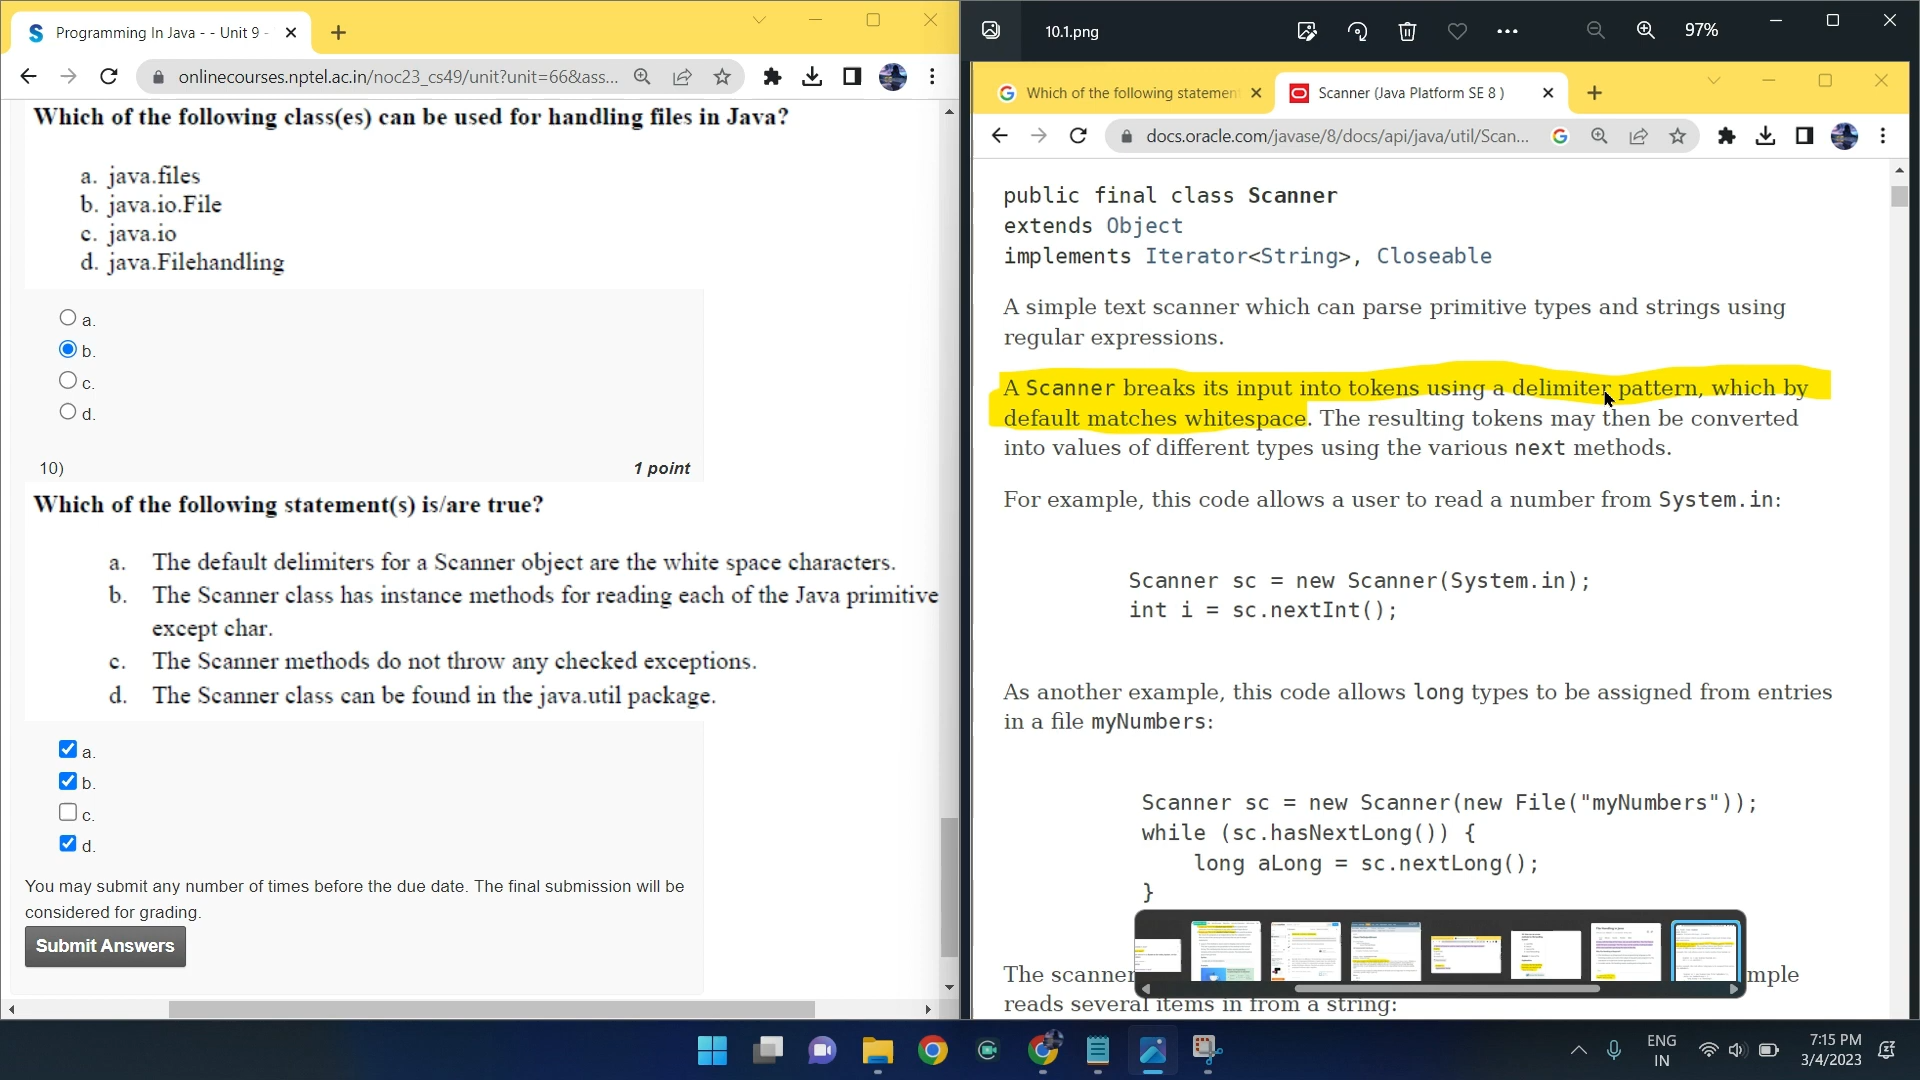 Programming In Java - - Unit 9 -
onlinecourses.nptel.ac.in/noc23_cs49/unit?unit=66&ass...
Which of the following class(es) can be used for handling files in Java?
a. java.files
b. java.io.File
c. java.io
d. java.Filehandling
a.
b.
c.
d.
10)
1 point
Which of the following statement(s) is/are true?
a. The default delimiters for a Scanner object are the white space characters.
b. The Scanner class has instance methods for reading each of the Java primitive
except char.
c. The Scanner methods do not throw any checked exceptions.
d. The Scanner class can be found in the java.util package.
a.
b.
c.
d.
You may submit any number of times before the due date. The final submission will be
considered for grading.
Submit Answers
10.1.png
97%
Which of the following statement
Scanner (Java Platform SE 8 )
docs.oracle.com/javase/8/docs/api/java/util/Scan...
public final class Scanner
extends Object
implements Iterator<String>, Closeable
A simple text scanner which can parse primitive types and strings using
regular expressions.
A Scanner breaks its input into tokens using a delimiter pattern, which by
default matches whitespace. The resulting tokens may then be converted
into values of different types using the various next methods.
For example, this code allows a user to read a number from System.in:
Scanner sc = new Scanner(System.in);
int i = sc.nextInt();
As another example, this code allows long types to be assigned from entries
in a file myNumbers:
Scanner sc = new Scanner(new File("myNumbers"));
while (sc.hasNextLong()) {
long aLong = sc.nextLong();
}
The scanner
mple
reads several items in from a string:
ENG
IN
7:15 PM
3/4/2023